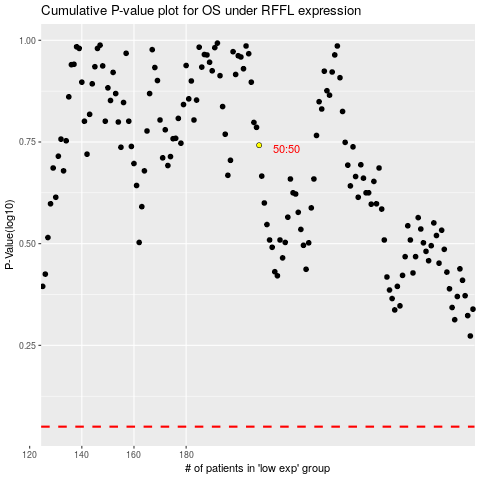 Cumulative P-value plot for OS under RFFL expression
1.00
0.75
0.50
0.25
P-Value(log10)
50:50
120 140 160 180
# of patients in 'low exp' group